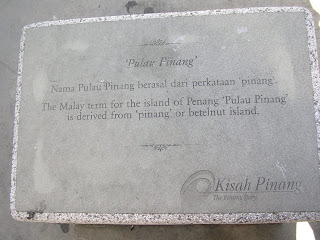 'Pulau Pinang'
Nama Pulau Pinang berasal dari perkataan 'pinang'.
The Malay term for the island of Penang 'Pulau Pinang'
is derived from 'pinang' or betelnut island.
Kisah Pinang
The Penang Story